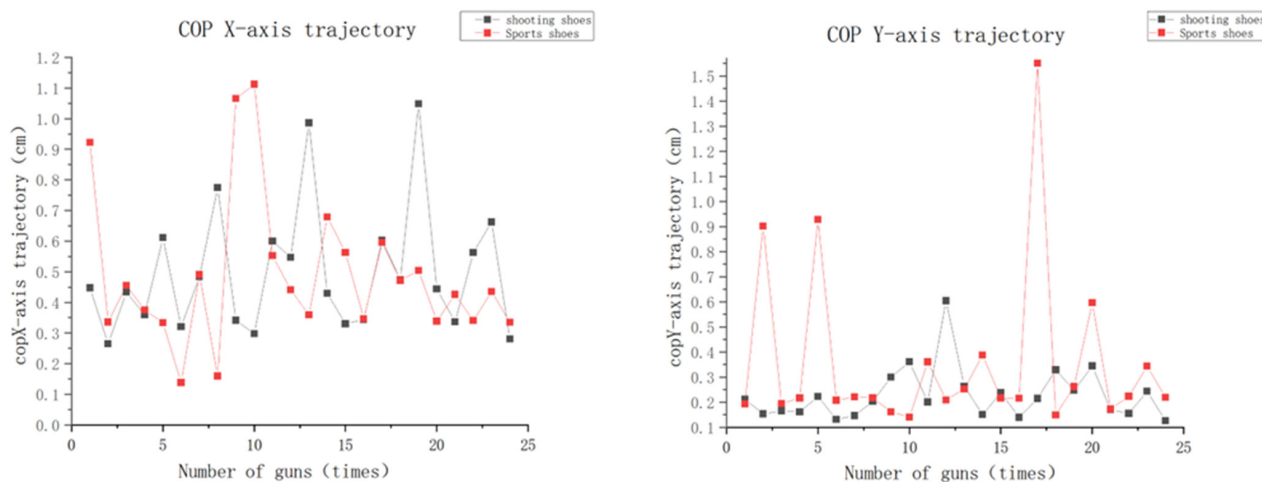 COP X-axis trajectory
shooting shoes
Sports shoes
copX-axis trajectory (cm)
1.2
1.1
1.0
0.9
0.8
0.7
0.6
0.5
0.4
0.3
0.2
0.1
0.0
0 5 10 15 20 25
Number of guns (times)
COP Y-axis trajectory
shooting shoes
Sports shoes
copY-axis trajectory (cm)
1.5
1.4
1.3
1.2
1.1
1.0
0.9
0.8
0.7
0.6
0.5
0.4
0.3
0.2
0.1
0 5 10 15 20 25
Number of guns (times)